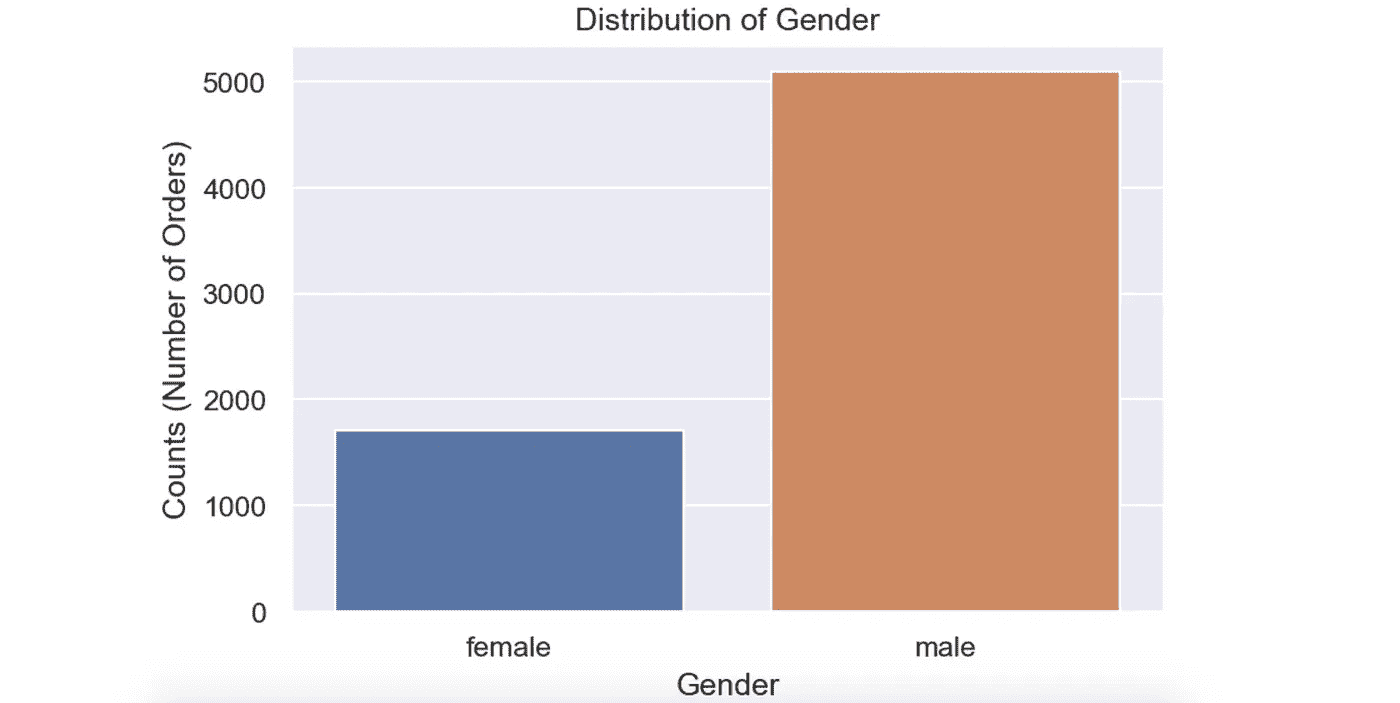 Distribution of Gender
Counts (Number of Orders)
5000
4000
3000
2000
1000
0
female
male
Gender